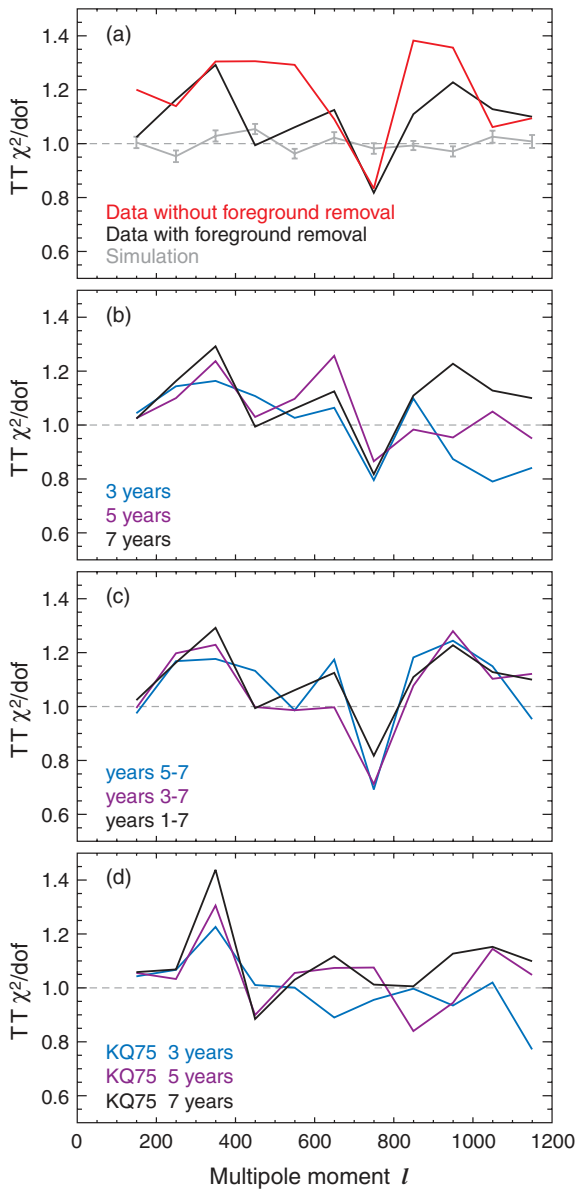 (a)
TT χ²/dof
1.4
1.2
1.0
0.8
0.6
Data without foreground removal
Data with foreground removal
Simulation
(b)
TT χ²/dof
1.4
1.2
1.0
0.8
0.6
3 years
5 years
7 years
(c)
TT χ²/dof
1.4
1.2
1.0
0.8
0.6
years 5-7
years 3-7
years 1-7
(d)
TT χ²/dof
1.4
1.2
1.0
0.8
0.6
KQ75 3 years
KQ75 5 years
KQ75 7 years
0 200 400 600 800 1000 1200
Multipole moment l